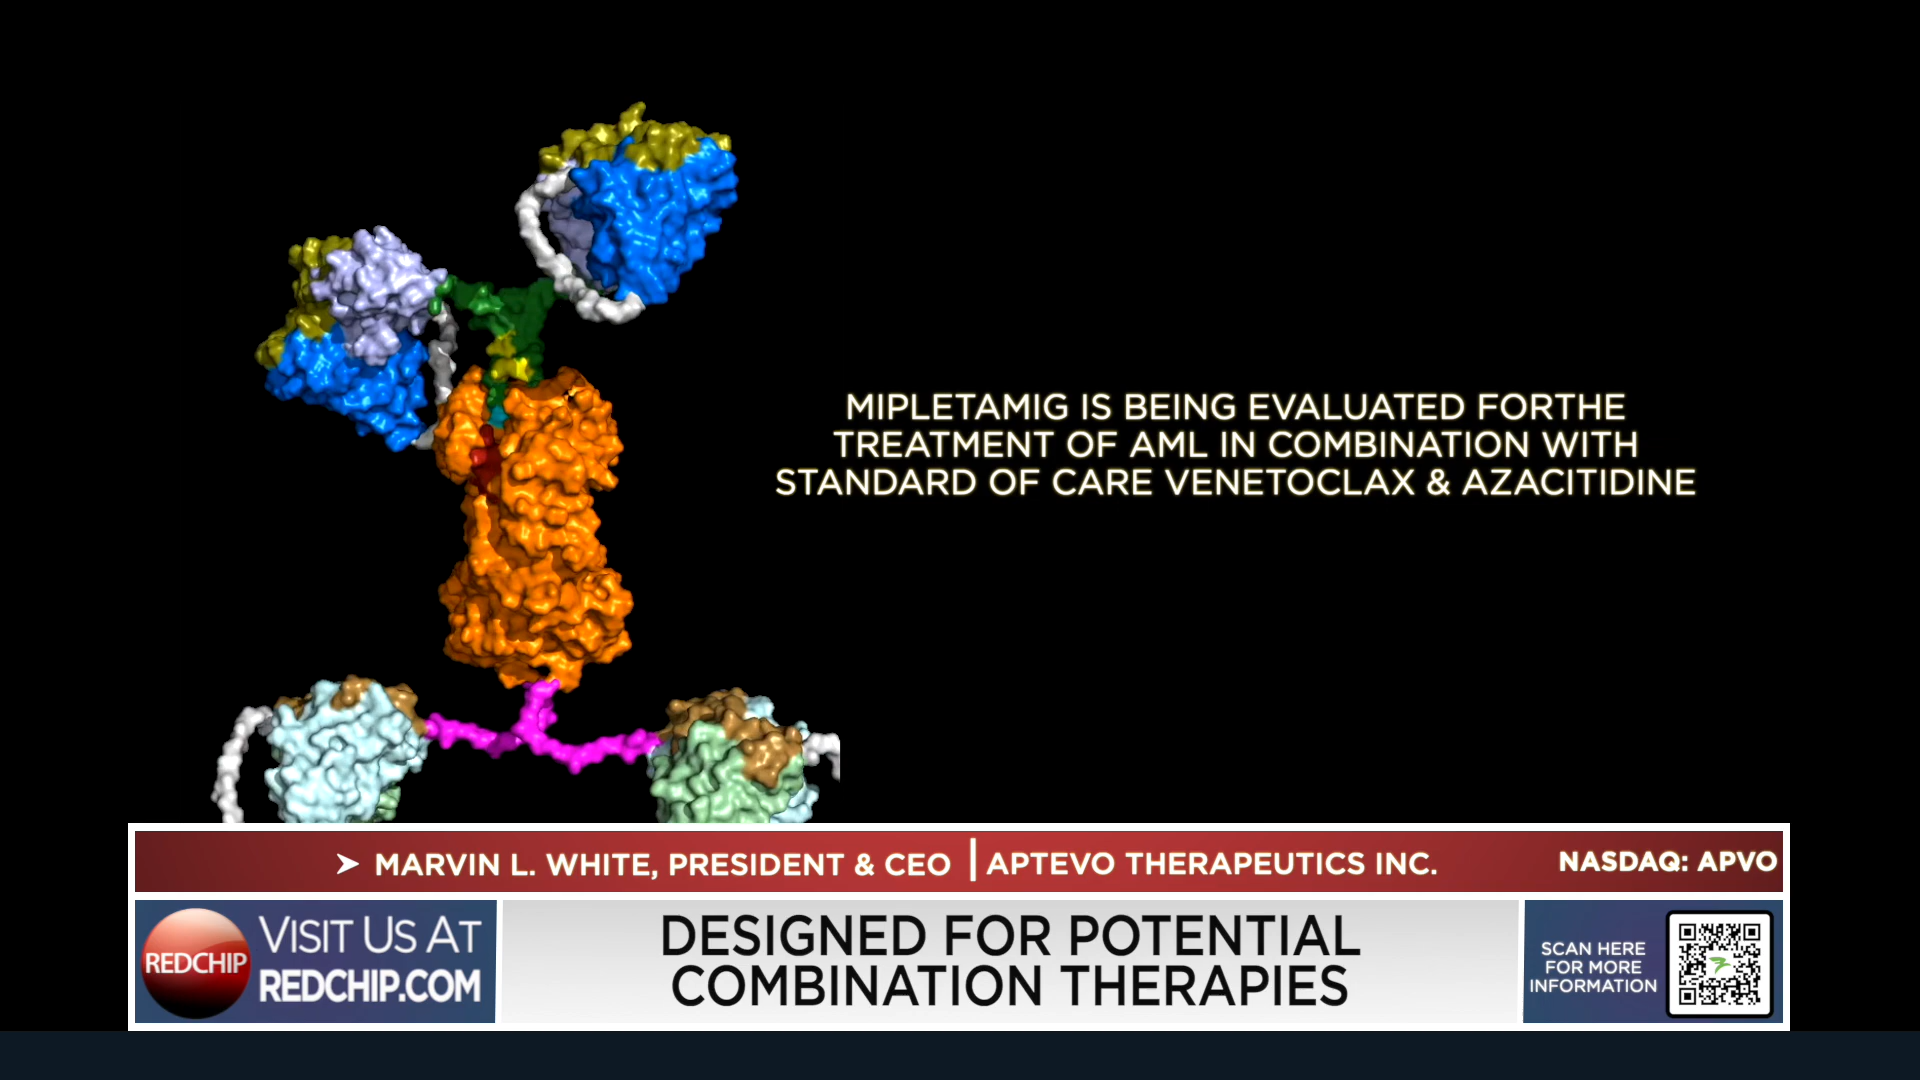 MIPLETAMIG IS BEING EVALUATED FORTHE
TREATMENT OF AML IN COMBINATION WITH
STANDARD OF CARE VENETOCLAX & AZACITIDINE
➤ MARVIN L. WHITE, PRESIDENT & CEO | APTEVO THERAPEUTICS INC.
NASDAQ: APVO
REDCHIP
VISIT US AT
REDCHIP.COM
DESIGNED FOR POTENTIAL
COMBINATION THERAPIES
SCAN HERE
FOR MORE
INFORMATION